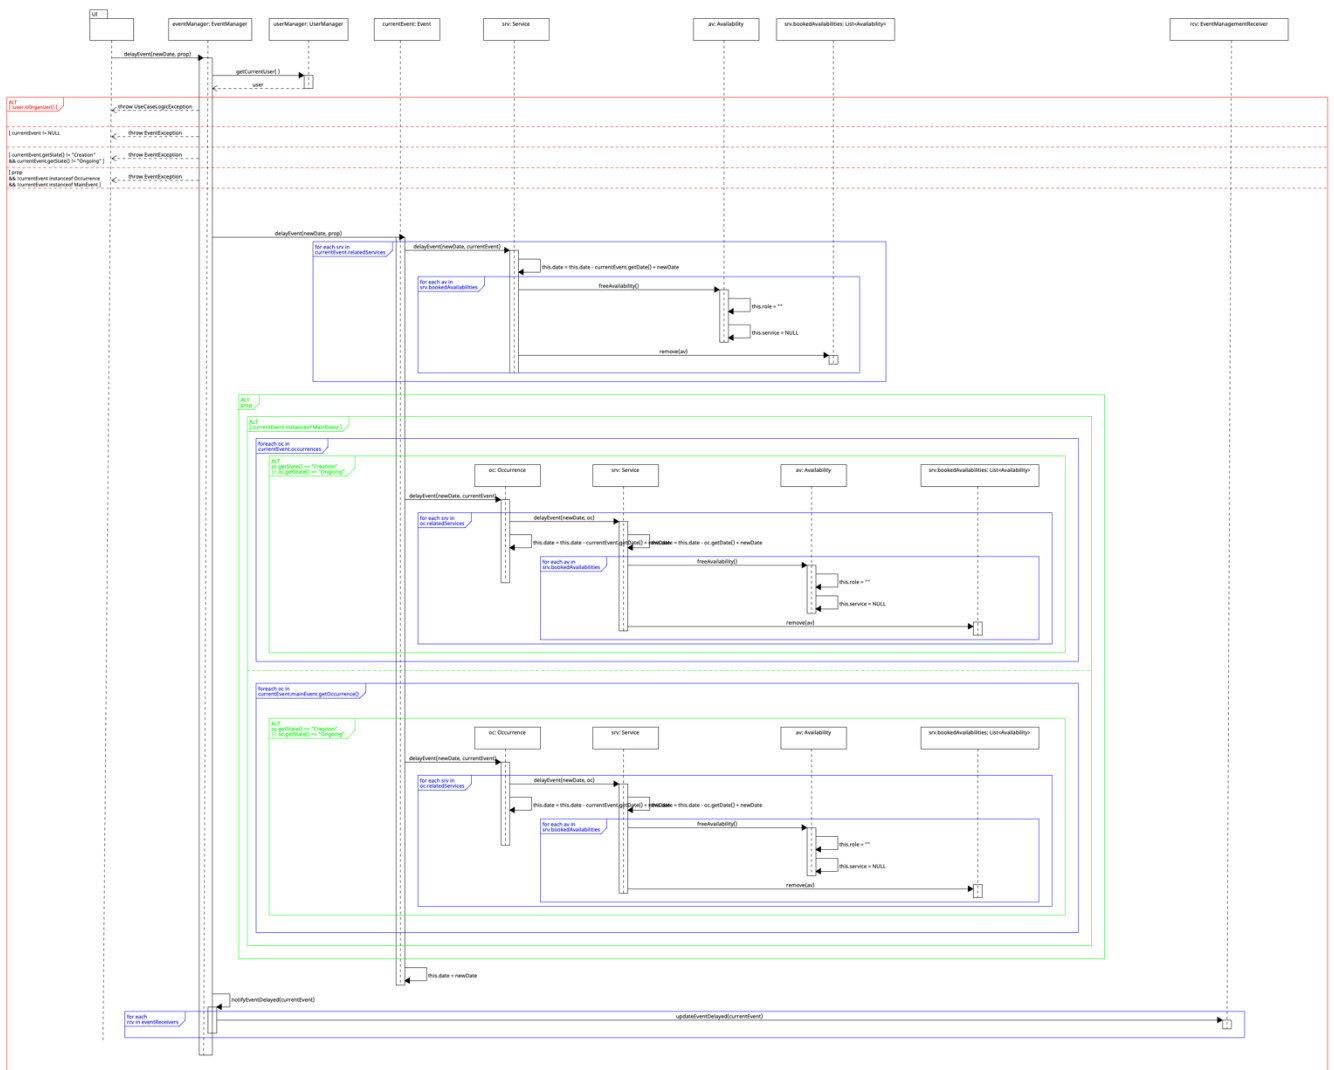 UI
eventManager: EventManager
userManager: UserManager
currentEvent: Event
srv: Service
av: Availability
srv.bookedAvailabilities: List<Availability>
rcv: EventManagementReceiver
delayEvent(newDate, prop)
getCurrentUser( )
user
ALT
[ !user.isOrganizer() ]
throw UseCaseLogicException
[ currentEvent != NULL
throw EventException
[ currentEvent.getState() != "Creation"
&& currentEvent.getState() != "Ongoing" ]
throw EventException
[ prop
&& !currentEvent instanceof Occurrence
&& !currentEvent instanceof MainEvent ]
throw EventException
delayEvent(newDate, prop)
for each srv in
currentEvent.relatedServices
delayEvent(newDate, currentEvent)
this.date = this.date - currentEvent.getDate() + newDate
for each av in
srv.bookedAvailabilities
freeAvailability()
this.role = ""
this.service = NULL
remove(av)
ALT
prop
ALT
[ currentEvent instanceof MainEvent ]
foreach oc in
currentEvent.occurrences
ALT
oc.getState() == "Creation"
|| oc.getState() == "Ongoing"
oc: Occurrence
srv: Service
av: Availability
srv.bookedAvailabilities: List<Availability>
delayEvent(newDate, currentEvent)
for each srv in
oc.relatedServices
delayEvent(newDate, oc)
this.date = this.date - currentEvent.getDate() + newDate
this.date = this.date - oc.getDate() + newDate
for each av in
srv.bookedAvailabilities
freeAvailability()
this.role = ""
this.service = NULL
remove(av)
foreach oc in
currentEvent.mainEvent.getOccurrence()
ALT
oc.getState() == "Creation"
|| oc.getState() == "Ongoing"
oc: Occurrence
srv: Service
av: Availability
srv.bookedAvailabilities: List<Availability>
delayEvent(newDate, currentEvent)
for each srv in
oc.relatedServices
delayEvent(newDate, oc)
this.date = this.date - currentEvent.getDate() + newDate
this.date = this.date - oc.getDate() + newDate
for each av in
srv.bookedAvailabilities
freeAvailability()
this.role = ""
this.service = NULL
remove(av)
this.date = newDate
notifyEventDelayed(currentEvent)
for each
rcv in eventReceivers
updateEventDelayed(currentEvent)